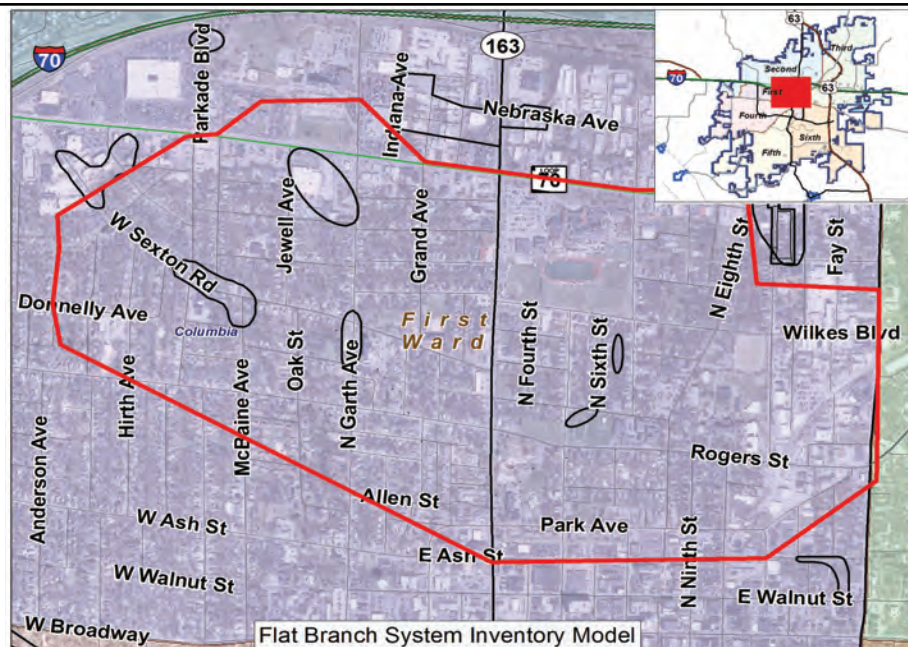 70
Parkade Blvd
163
Indiana Ave
Nebraska Ave
63
Third
Second
70
63
First
Fourth
Sixth
Fifth
LOOP
70
W Sexton Rd
Jewell Ave
Grand Ave
N Eighth St
Fay St
Donnelly Ave
Columbia
First
Ward
Wilkes Blvd
Hirth Ave
McBaine Ave
Oak St
N Garth Ave
N Fourth St
N Sixth St
Anderson Ave
Rogers St
Allen St
W Ash St
Park Ave
E Ash St
N Ninth St
W Walnut St
E Walnut St
W Broadway
Flat Branch System Inventory Model